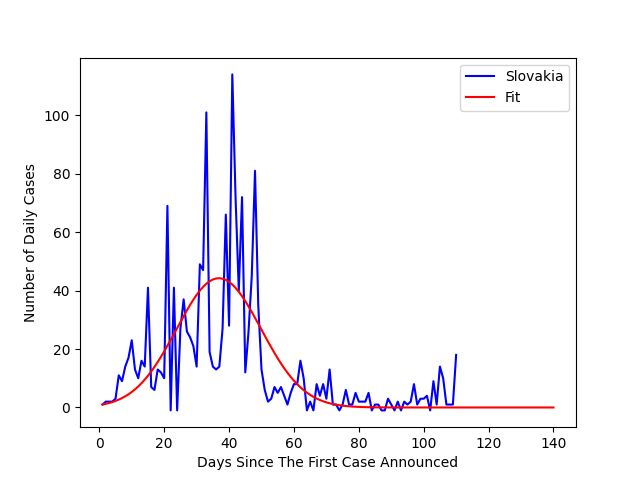 Slovakia
Fit
Number of Daily Cases
100
80
60
40
20
0
0 20 40 60 80 100 120 140
Days Since The First Case Announced